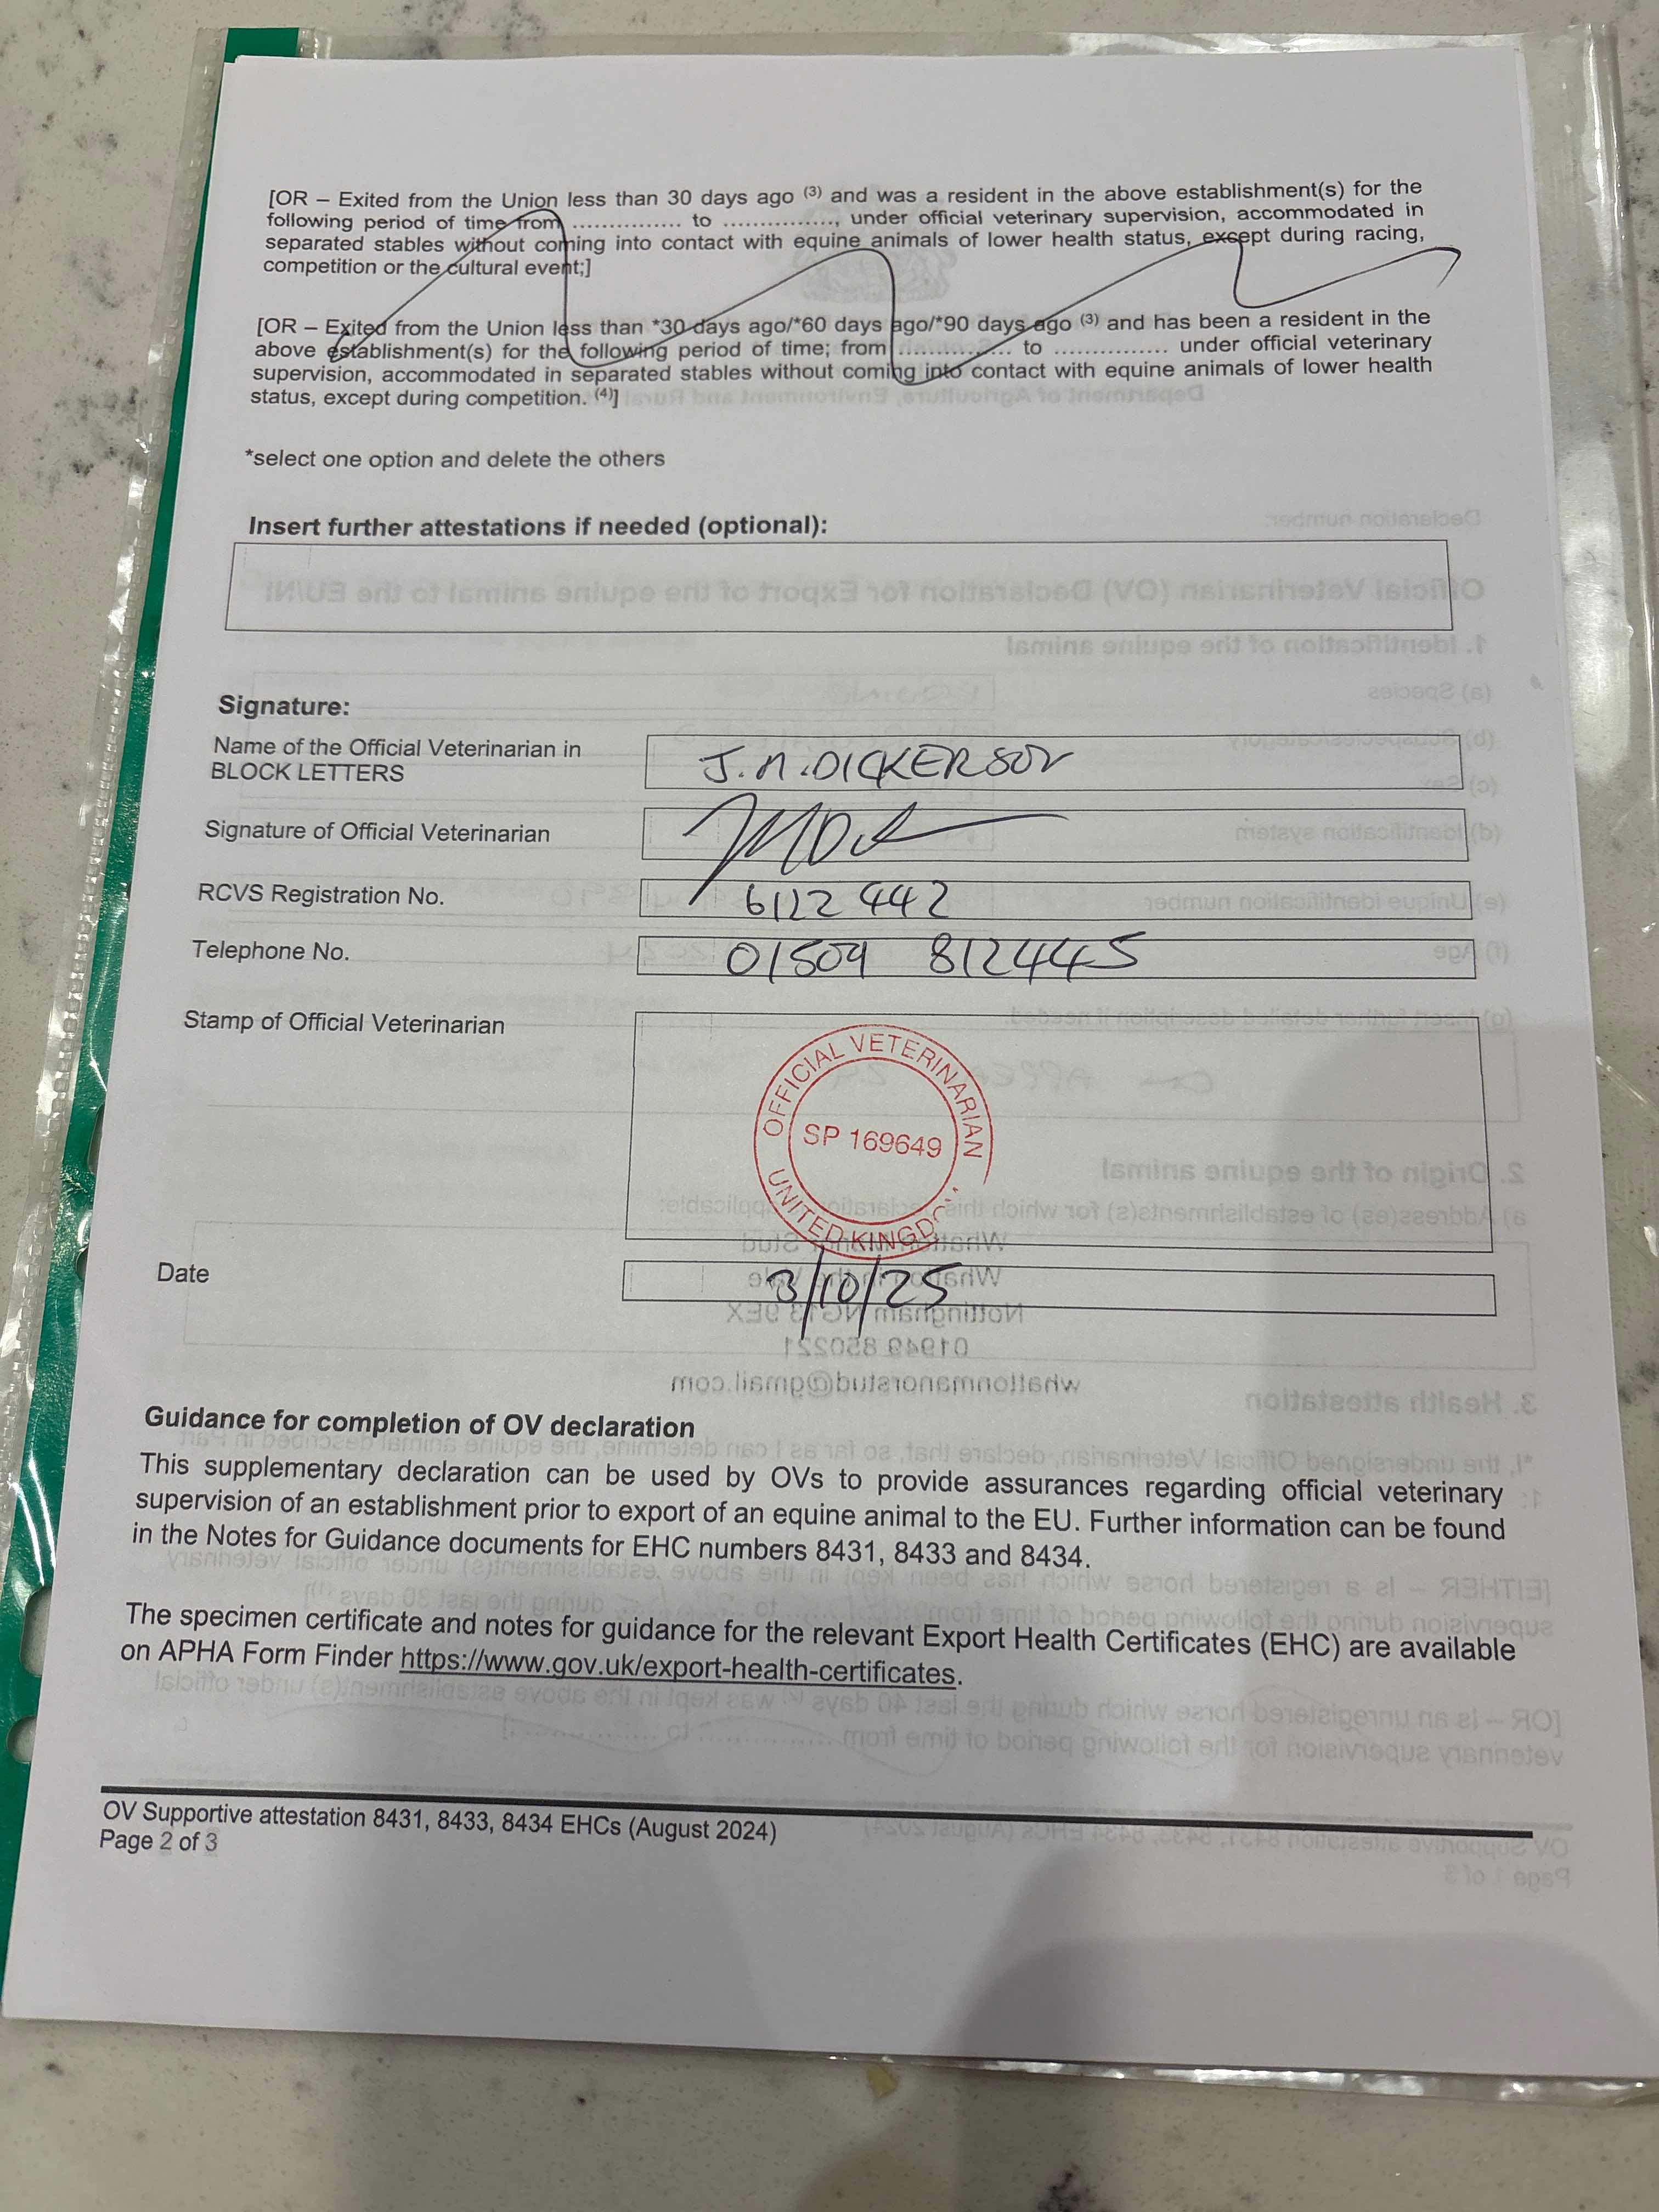 [OR – Exited from the Union less than 30 days ago (3) and was a resident in the above establishment(s) for the
following period of time from ............... to ..............., under official veterinary supervision, accommodated in
separated stables without coming into contact with equine animals of lower health status, except during racing,
competition or the cultural event;]
[OR – Exited from the Union less than *30 days ago/*60 days ago/*90 days ago (3) and has been a resident in the
above establishment(s) for the following period of time; from ............... to ............... under official veterinary
supervision, accommodated in separated stables without coming into contact with equine animals of lower health
status, except during competition. (4)]
*select one option and delete the others
Insert further attestations if needed (optional):
Signature:
Name of the Official Veterinarian in
BLOCK LETTERS
J.M.DICKERSON
Signature of Official Veterinarian
RCVS Registration No.
6122442
Telephone No.
01509 812445
Stamp of Official Veterinarian
OFFICIAL VETERINARIAN
SP 169649
UNITED KINGD
Date
3/10/25
Guidance for completion of OV declaration
This supplementary declaration can be used by OVs to provide assurances regarding official veterinary
supervision of an establishment prior to export of an equine animal to the EU. Further information can be found
in the Notes for Guidance documents for EHC numbers 8431, 8433 and 8434.
The specimen certificate and notes for guidance for the relevant Export Health Certificates (EHC) are available
on APHA Form Finder https://www.gov.uk/export-health-certificates.
OV Supportive attestation 8431, 8433, 8434 EHCs (August 2024)
Page 2 of 3